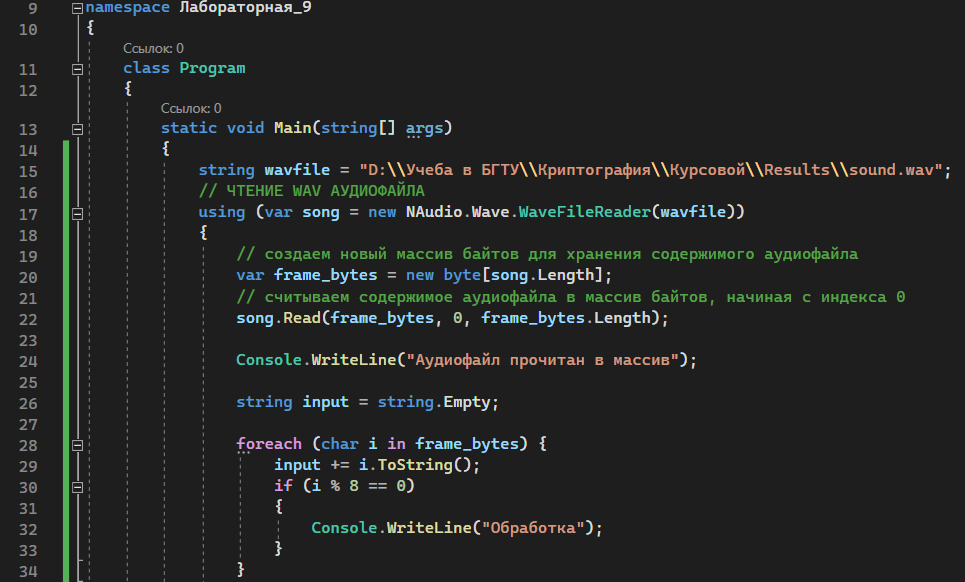 9 namespace Лабораторная_9
10 {
Ссылок: 0
11 class Program
12 {
Ссылок: 0
13 static void Main(string[] args)
14 {
15 string wavfile = "D:\\Учеба в БГТУ\\Криптография\\Курсовой\\Results\\sound.wav";
16 // ЧТЕНИЕ WAV АУДИОФАЙЛА
17 using (var song = new NAudio.Wave.WaveFileReader(wavfile))
18 {
19 // создаем новый массив байтов для хранения содержимого аудиофайла
20 var frame_bytes = new byte[song.Length];
21 // считываем содержимое аудиофайла в массив байтов, начиная с индекса 0
22 song.Read(frame_bytes, 0, frame_bytes.Length);
23
24 Console.WriteLine("Аудиофайл прочитан в массив");
25
26 string input = string.Empty;
27
28 foreach (char i in frame_bytes) {
29 input += i.ToString();
30 if (i % 8 == 0)
31 {
32 Console.WriteLine("Обработка");
33 }
34 }